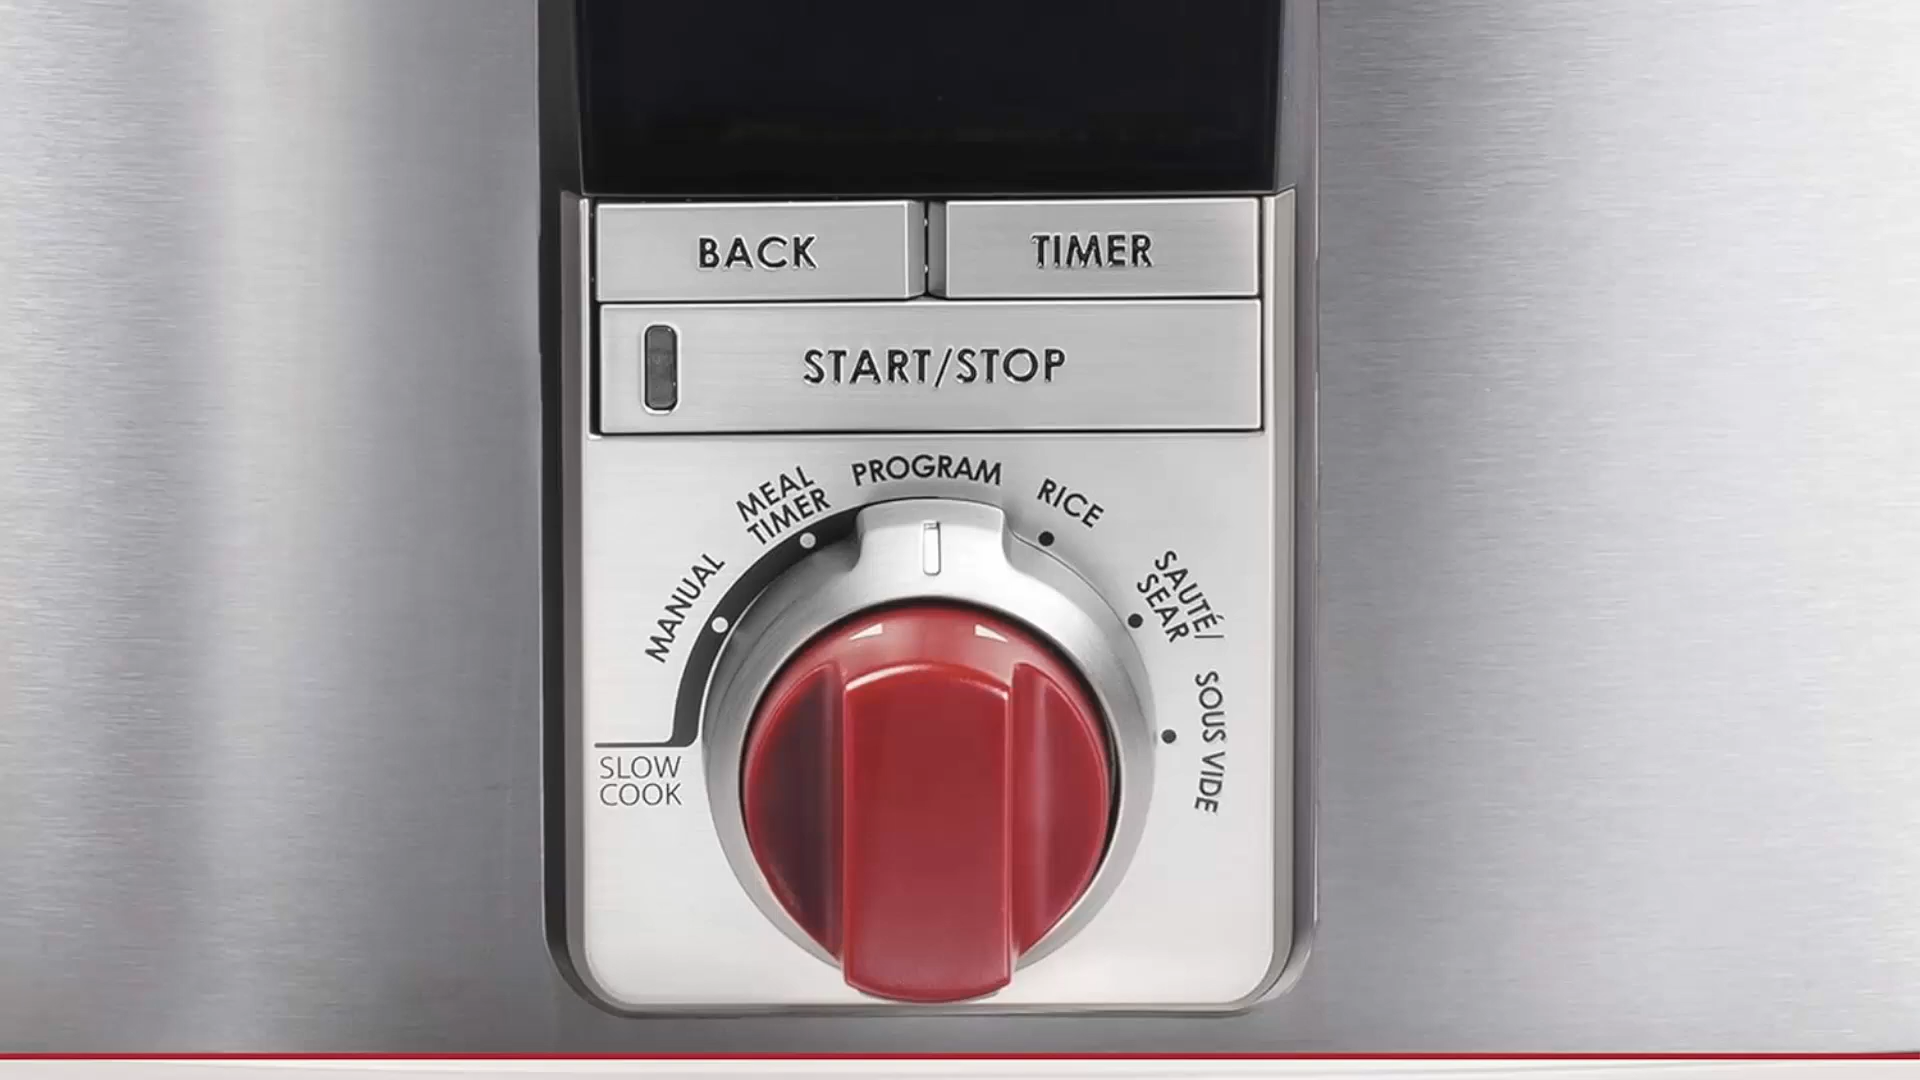 BACK
TIMER
START/STOP
MANUAL
MEAL
TIMER
PROGRAM
RICE
SAUTÉ/
SEAR
SOUS VIDE
SLOW
COOK